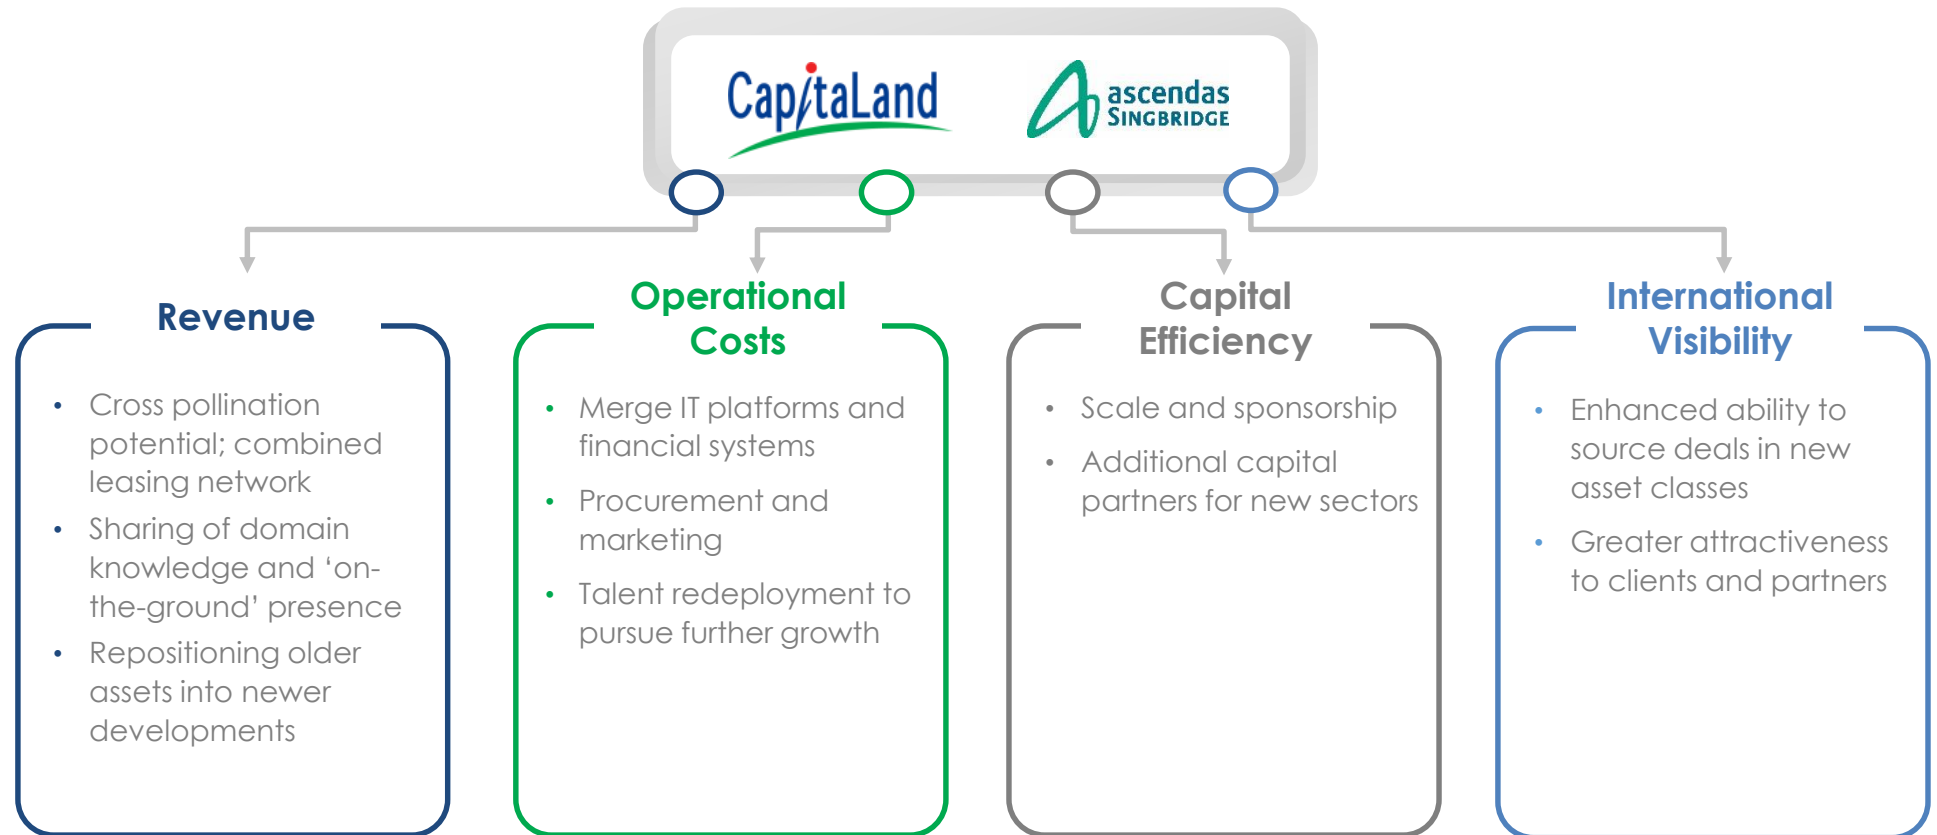 CapitaLand
ascendas
SINGBRIDGE
Revenue
• Cross pollination
potential; combined
leasing network
• Sharing of domain
knowledge and ‘on-
the-ground’ presence
• Repositioning older
assets into newer
developments
Operational
Costs
• Merge IT platforms and
financial systems
• Procurement and
marketing
• Talent redeployment to
pursue further growth
Capital
Efficiency
• Scale and sponsorship
• Additional capital
partners for new sectors
International
Visibility
• Enhanced ability to
source deals in new
asset classes
• Greater attractiveness
to clients and partners